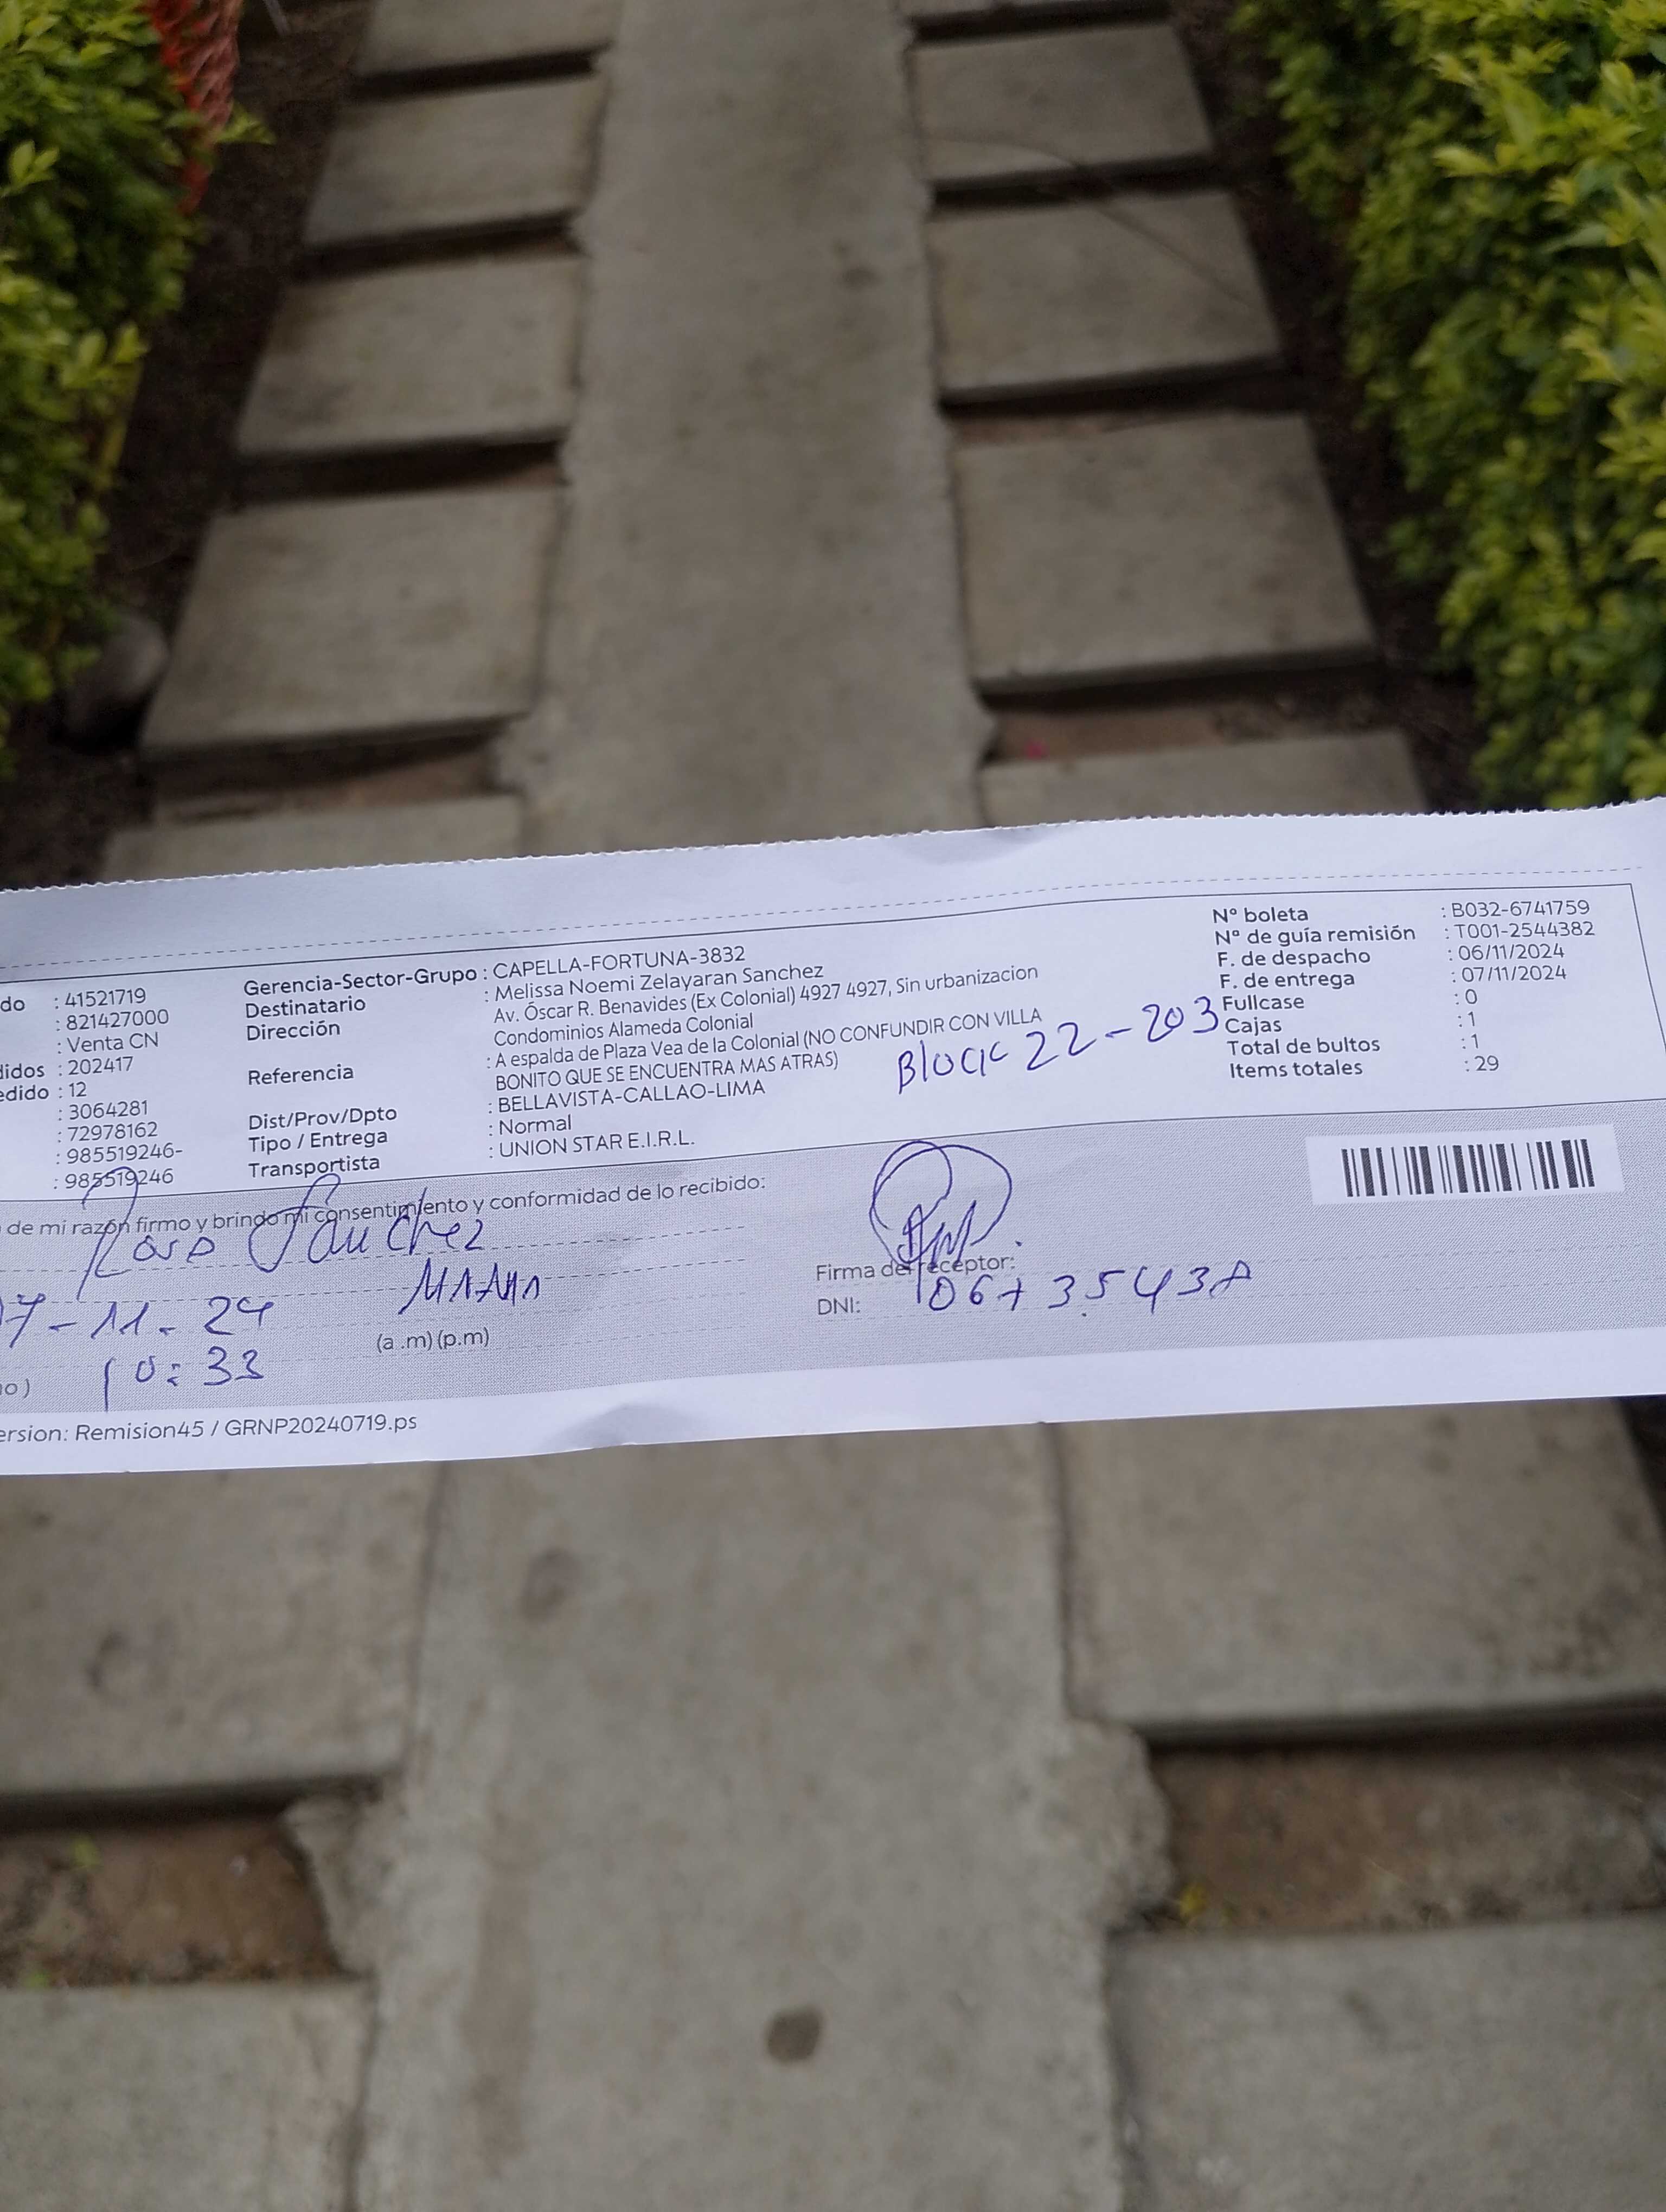 do : 41521719
: 821427000
: Venta CN
didos : 202417
edido : 12
: 3064281
: 72978162
: 985519246-
: 985519246
Gerencia-Sector-Grupo : CAPELLA-FORTUNA-3832
Destinatario : Melissa Noemi Zelayaran Sanchez
Dirección : Av. Óscar R. Benavides (Ex Colonial) 4927 4927, Sin urbanizacion
Condominios Alameda Colonial
Referencia : A espalda de Plaza Vea de la Colonial (NO CONFUNDIR CON VILLA
BONITO QUE SE ENCUENTRA MAS ATRAS)
Dist/Prov/Dpto : BELLAVISTA-CALLAO-LIMA
Tipo / Entrega : Normal
Transportista : UNION STAR E.I.R.L.
Block 22-203
Nº boleta : B032-6741759
Nº de guía remisión : T001-2544382
F. de despacho : 06/11/2024
F. de entrega : 07/11/2024
Fullcase : 0
Cajas : 1
Total de bultos : 1
Items totales : 29
de mi razón firmo y brindo mi consentimiento y conformidad de lo recibido:
Rosa Sanchez
MAMA
7-11-24
(a .m) (p.m)
10:33
no )
Firma del receptor:
DNI:
ersion: Remision45 / GRNP20240719.ps